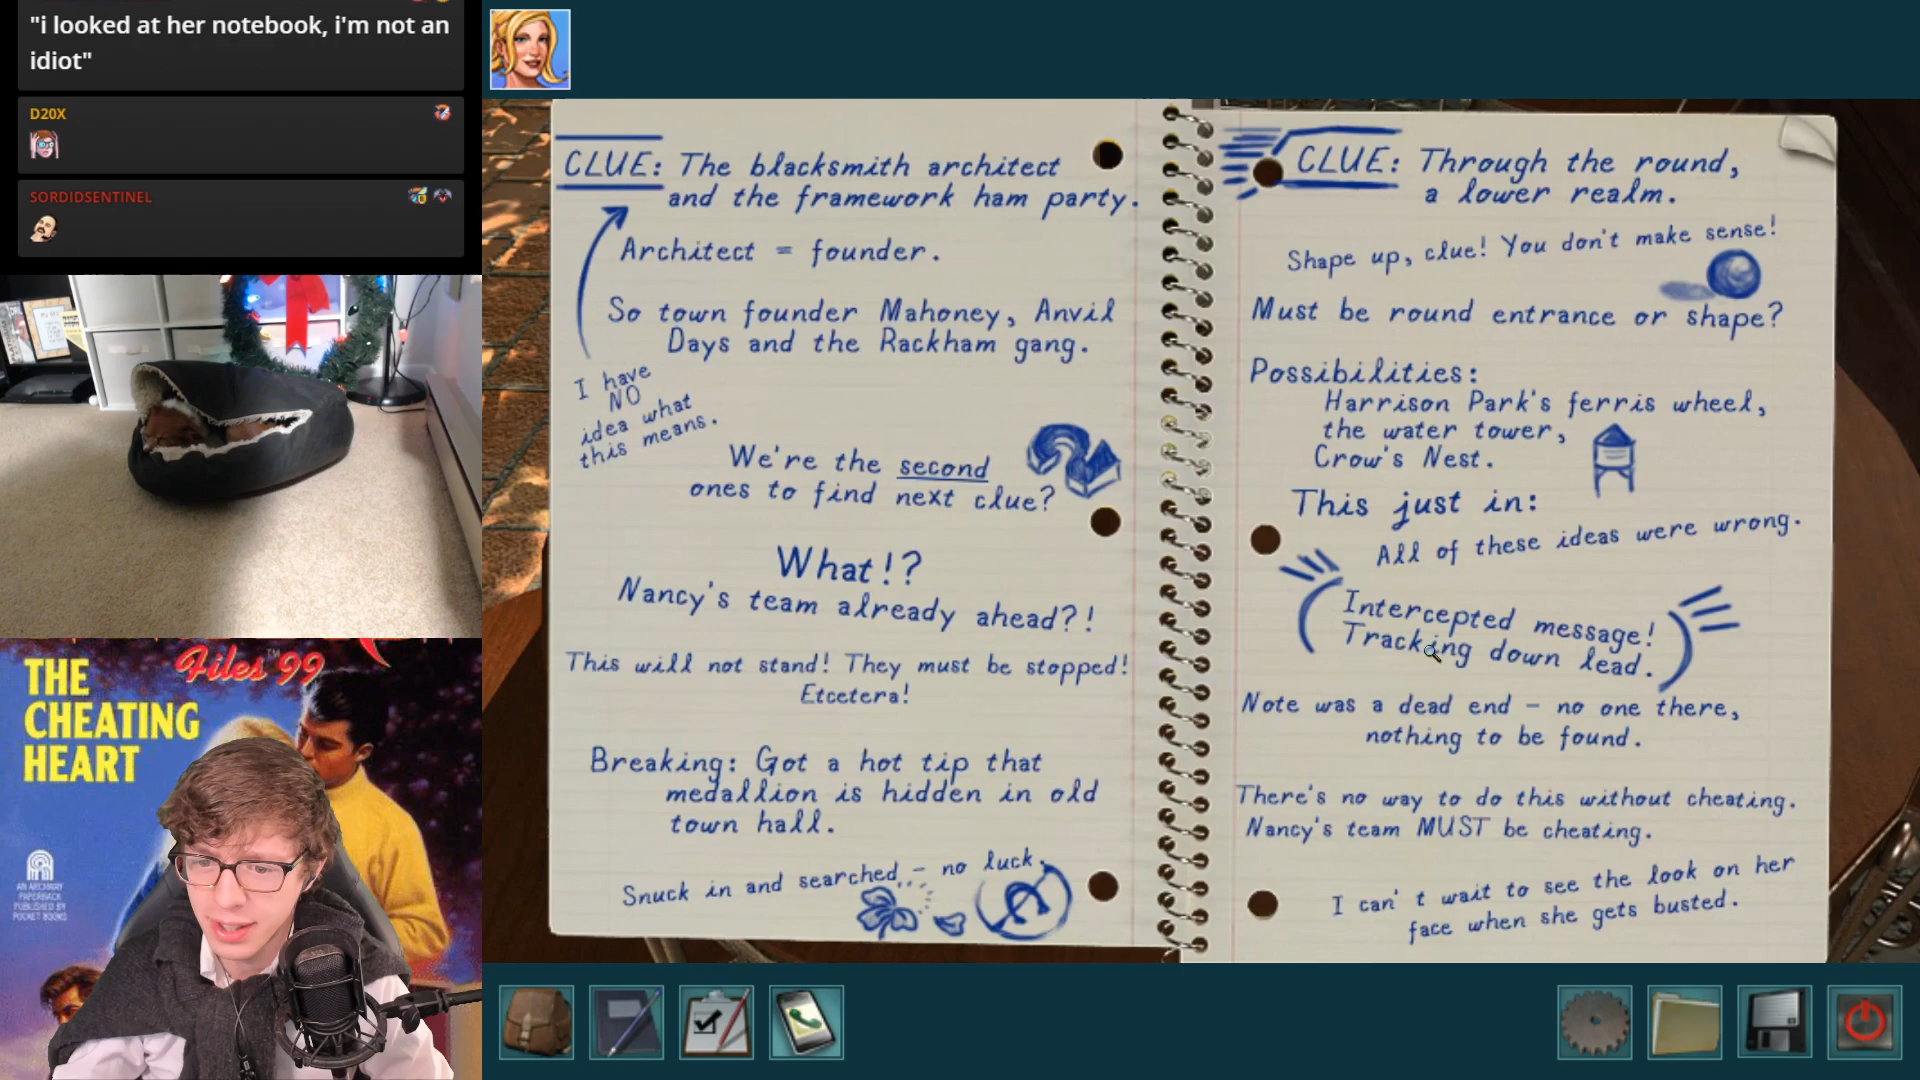 "i looked at her notebook, i'm not an
idiot"
D20X
SORDIDSENTINEL
Files™ 99
THE
CHEATING
HEART
AN ARCHWAY
PAPERBACK
PUBLISHED BY
POCKET BOOKS
CLUE: The blacksmith architect
and the framework ham party.
Architect = founder.
So town founder Mahoney, Anvil
Days and the Rackham gang.
I have
NO
idea what
this means.
We're the second
ones to find next clue?
What!?
Nancy's team already ahead?!
This will not stand! They must be stopped!
Etcetera!
Breaking: Got a hot tip that
medallion is hidden in old
town hall.
Snuck in and searched - no luck.
CLUE: Through the round,
a lower realm.
Shape up, clue! You don't make sense!
Must be round entrance or shape?
Possibilities:
Harrison Park's ferris wheel,
the water tower,
Crow's Nest.
This just in:
All of these ideas were wrong.
Intercepted message!
Tracking down lead.
Note was a dead end - no one there,
nothing to be found.
There's no way to do this without cheating.
Nancy's team MUST be cheating.
I can't wait to see the look on her
face when she gets busted.